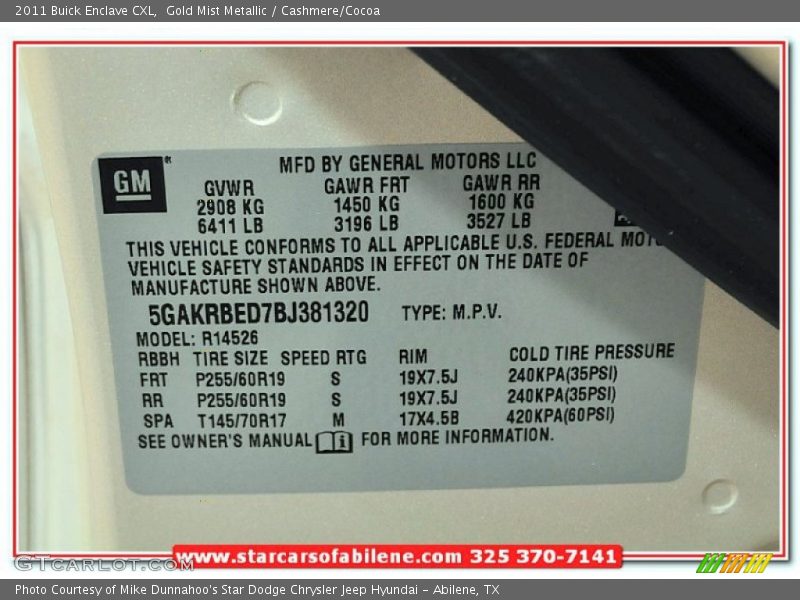 2011 Buick Enclave CXL,  Gold Mist Metallic / Cashmere/Cocoa
GM ®
MFD BY GENERAL MOTORS LLC
GVWR GAWR FRT GAWR RR
2908 KG 1450 KG 1600 KG
6411 LB 3196 LB 3527 LB
THIS VEHICLE CONFORMS TO ALL APPLICABLE U.S. FEDERAL
VEHICLE SAFETY STANDARDS IN EFFECT ON THE DATE OF
MANUFACTURE SHOWN ABOVE.
5GAKRBED7BJ381320 TYPE: M.P.V.
MODEL: R14526
RBBH TIRE SIZE SPEED RTG RIM COLD TIRE PRESSURE
FRT P255/60R19 S 19X7.5J 240KPA(35PSI)
RR P255/60R19 S 19X7.5J 240KPA(35PSI)
SPA T145/70R17 M 17X4.5B 420KPA(60PSI)
SEE OWNER'S MANUAL i FOR MORE INFORMATION.
GTCARLOT.COM
www.starcarsofabilene.com 325 370-7141
Photo Courtesy of Mike Dunnahoo's Star Dodge Chrysler Jeep Hyundai – Abilene, TX